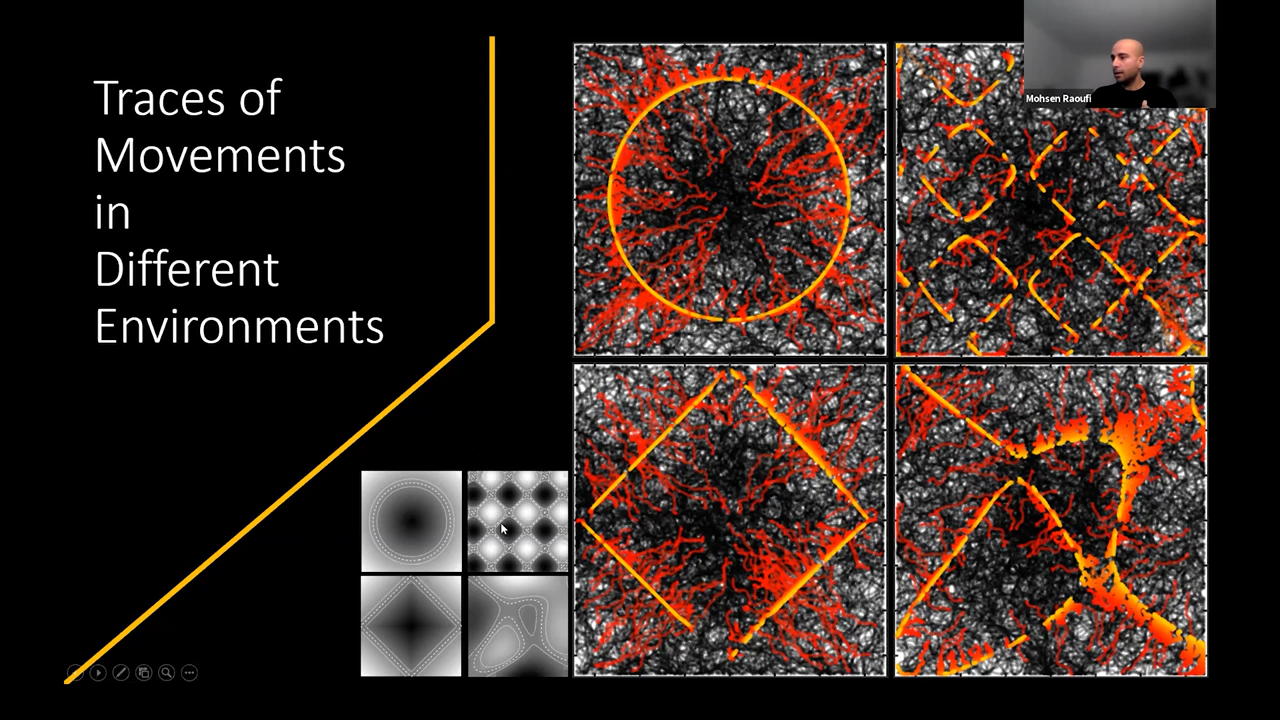 Traces of
Movements
in
Different
Environments
Mohsen Raoufi